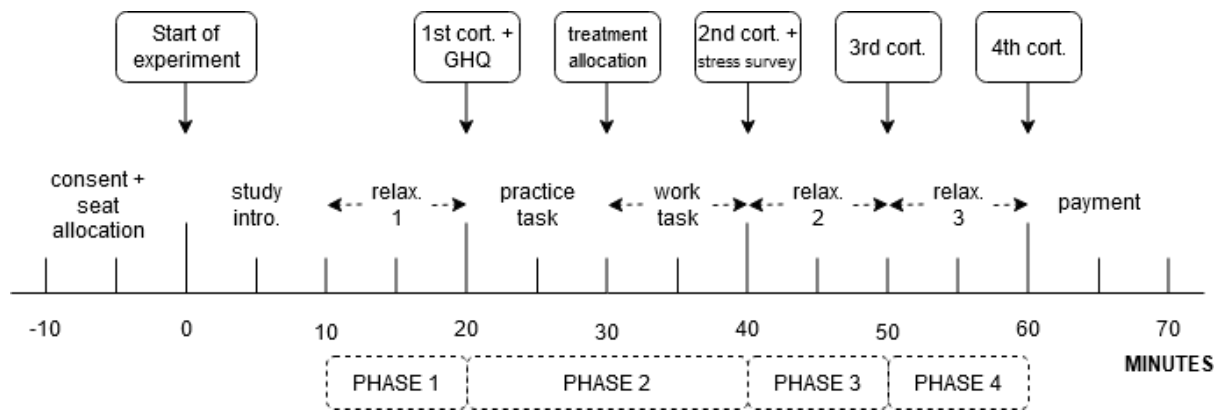 Start of
experiment
1st cort. +
GHQ
treatment
allocation
2nd cort. +
stress survey
3rd cort.
4th cort.
consent +
seat
allocation
study
intro.
relax.
1
practice
task
work
task
relax.
2
relax.
3
payment
-10 0 10 20 30 40 50 60 70
MINUTES
PHASE 1 PHASE 2 PHASE 3 PHASE 4